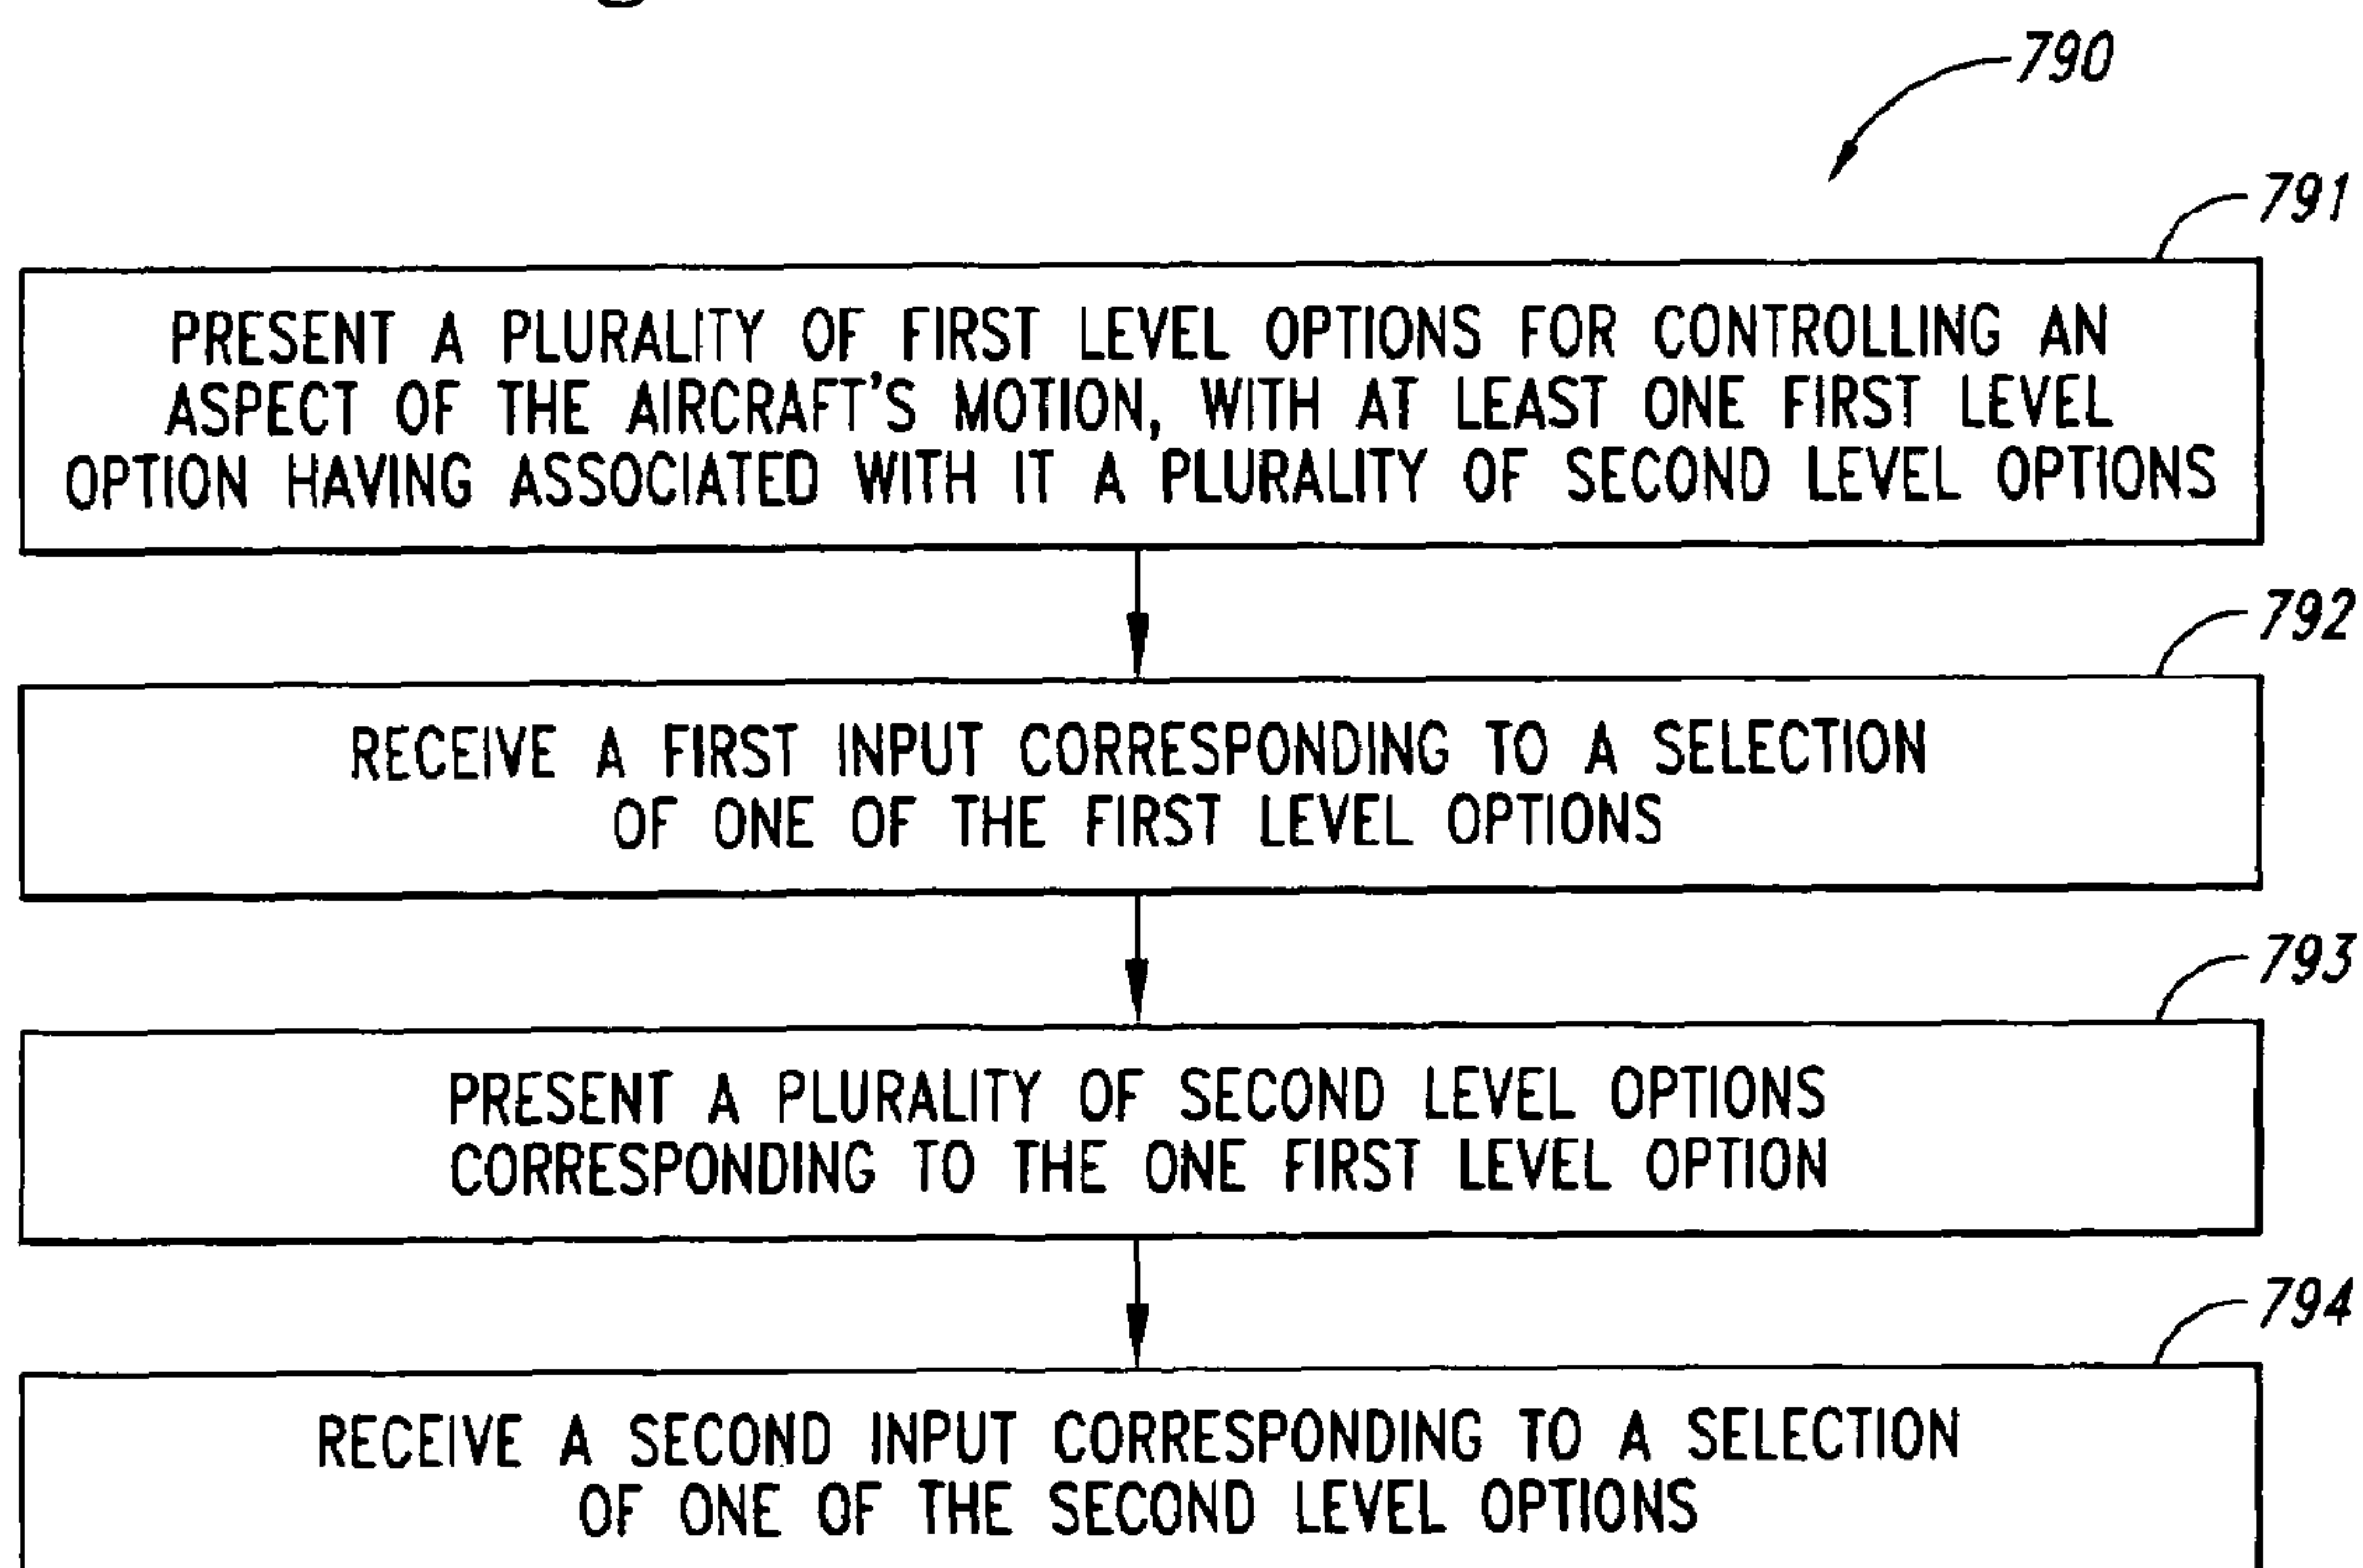 790
791
PRESENT A PLURALITY OF FIRST LEVEL OPTIONS FOR CONTROLLING AN
ASPECT OF THE AIRCRAFT'S MOTION, WITH AT LEAST ONE FIRST LEVEL
OPTION HAVING ASSOCIATED WITH IT A PLURALITY OF SECOND LEVEL OPTIONS
792
RECEIVE A FIRST INPUT CORRESPONDING TO A SELECTION
OF ONE OF THE FIRST LEVEL OPTIONS
793
PRESENT A PLURALITY OF SECOND LEVEL OPTIONS
CORRESPONDING TO THE ONE FIRST LEVEL OPTION
794
RECEIVE A SECOND INPUT CORRESPONDING TO A SELECTION
OF ONE OF THE SECOND LEVEL OPTIONS